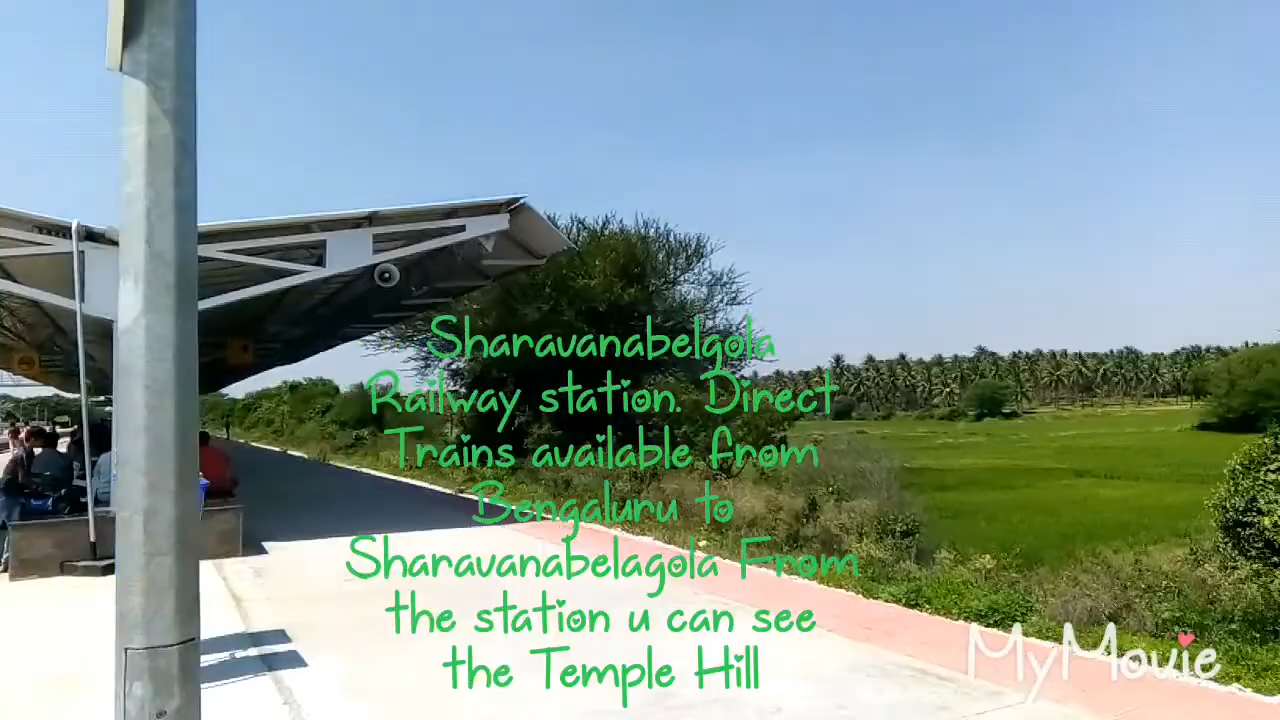 Sharavanabelgola
Railway station. Direct
Trains available from
Bengaluru to
Sharavanabelagola From
the station u can see
the Temple Hill
MyMovie